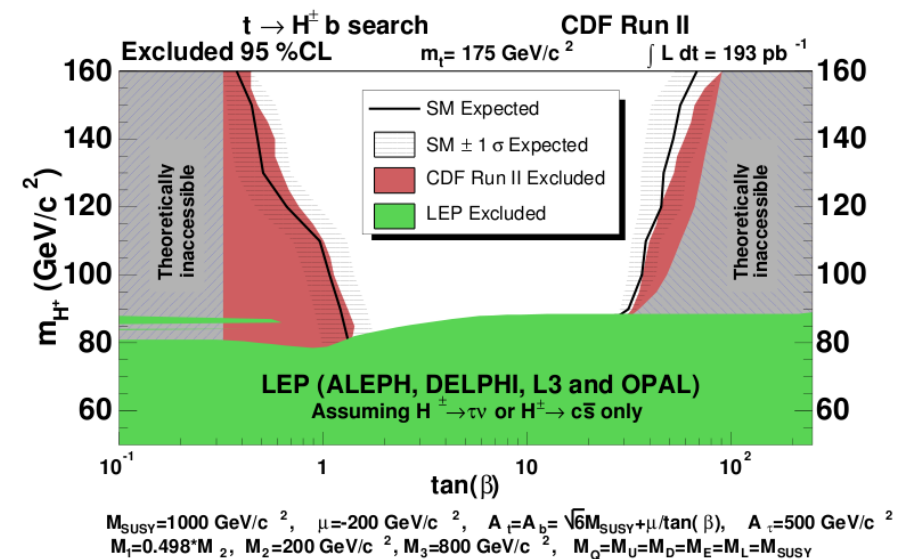 t → H± b search CDF Run II
Excluded 95 %CL mt= 175 GeV/c 2 ∫ L dt = 193 pb -1
160 160
140 140
120 120
100 100
80 80
60 60
mH+ (GeV/c 2)
SM Expected
SM ± 1 σ Expected
CDF Run II Excluded
LEP Excluded
Theoretically
inaccessible
Theoretically
inaccessible
LEP (ALEPH, DELPHI, L3 and OPAL)
Assuming H ±→τν or H±→ cs̅ only
10-1 1 10 102
tan(β)
MSUSY=1000 GeV/c 2, μ=-200 GeV/c 2, At=Ab= √6MSUSY+μ/tan( β), Aτ=500 GeV/c 2
M1=0.498*M 2, M2=200 GeV/c 2, M3=800 GeV/c 2, MQ=MU=MD=ME=ML=MSUSY